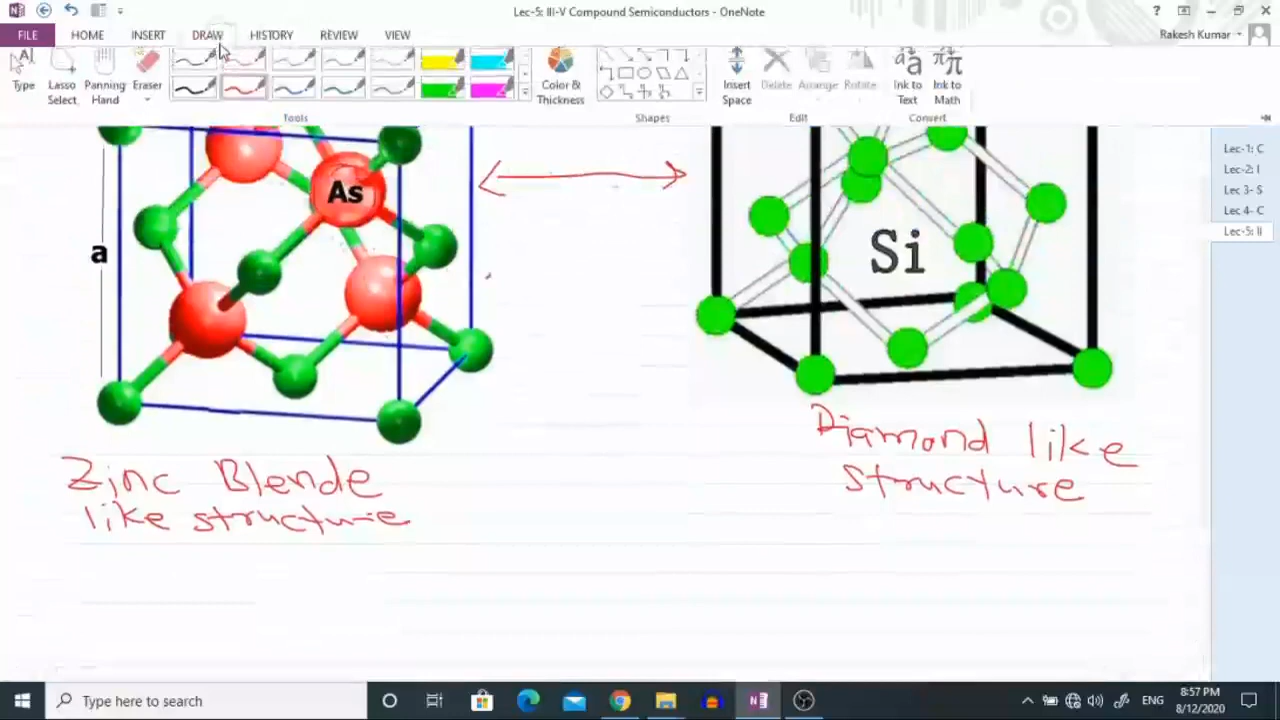 Lec-5: III-V Compound Semiconductors - OneNote
?
FILE HOME INSERT DRAW HISTORY REVIEW VIEW
Rakesh Kumar
Type
Lasso Select
Panning Hand
Eraser
Color & Thickness
Insert Space
Delete
Arrange
Rotate
Ink to Text
Ink to Math
Tools
Shapes
Edit
Convert
Lec-1: C
Lec-2: I
Lec 3- S
Lec 4- C
Lec-5: II
As
a
Si
Zinc Blende
like structure
Diamond like
structure
Type here to search
ENG
8:57 PM
8/12/2020